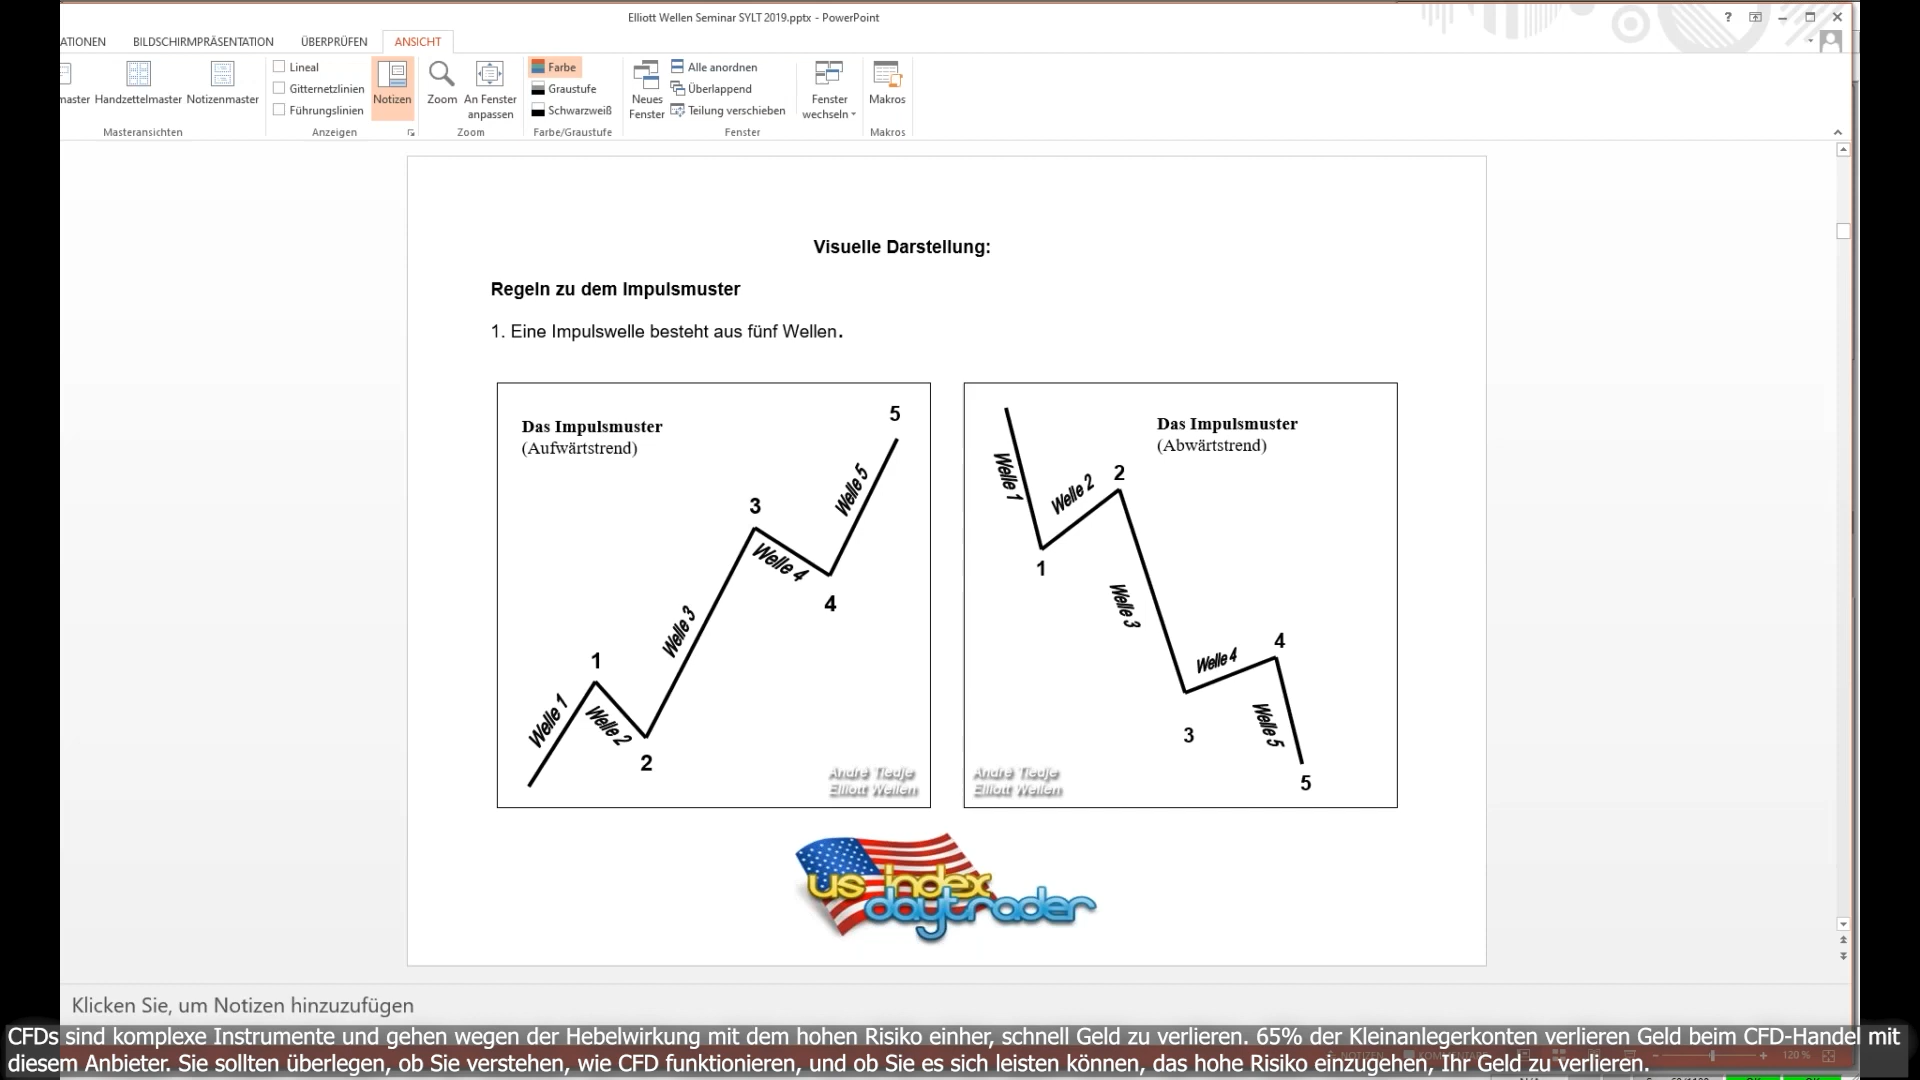 Elliott Wellen Seminar SYLT 2019.pptx - PowerPoint
ATIONEN BILDSCHIRMPRÄSENTATION ÜBERPRÜFEN ANSICHT
master Handzettelmaster Notizenmaster
Masteransichten
Lineal
Gitternetzlinien
Führungslinien
Anzeigen
Notizen
Zoom
An Fenster
anpassen
Zoom
Farbe
Graustufe
Schwarzweiß
Farbe/Graustufe
Neues
Fenster
Alle anordnen
Überlappend
Teilung verschieben
Fenster
Fenster
wechseln
Makros
Makros
Visuelle Darstellung:
Regeln zu dem Impulsmuster
1. Eine Impulswelle besteht aus fünf Wellen.
Das Impulsmuster
(Aufwärtstrend)
5
Welle 5
3
Welle 4
4
Welle 3
1
Welle 1
Welle 2
2
André Tiedje
Elliott Wellen
Das Impulsmuster
(Abwärtstrend)
Welle 1
Welle 2
2
1
Welle 3
4
Welle 4
3
Welle 5
5
André Tiedje
Elliott Wellen
us index
daytrader
Klicken Sie, um Notizen hinzuzufügen
CFDs sind komplexe Instrumente und gehen wegen der Hebelwirkung mit dem hohen Risiko einher, schnell Geld zu verlieren. 65% der Kleinanlegerkonten verlieren Geld beim CFD-Handel mit
diesem Anbieter. Sie sollten überlegen, ob Sie verstehen, wie CFD funktionieren, und ob Sie es sich leisten können, das hohe Risiko einzugehen, Ihr Geld zu verlieren.
120 %